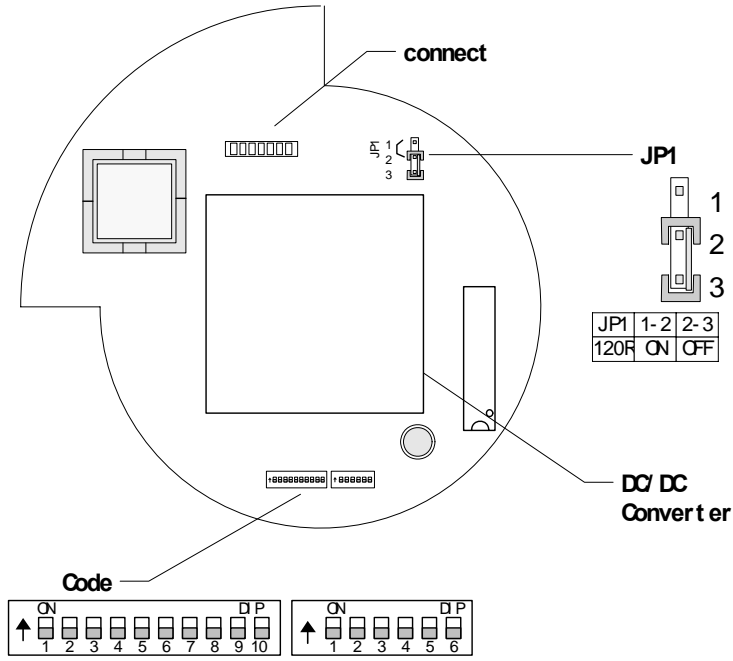 connect
JP1
1
2
3
JP1
1
2
3
JP1 1-2 2-3
120R ON OFF
DC/DC
Converter
Code
ON DIP
1 2 3 4 5 6 7 8 9 10
ON DIP
1 2 3 4 5 6